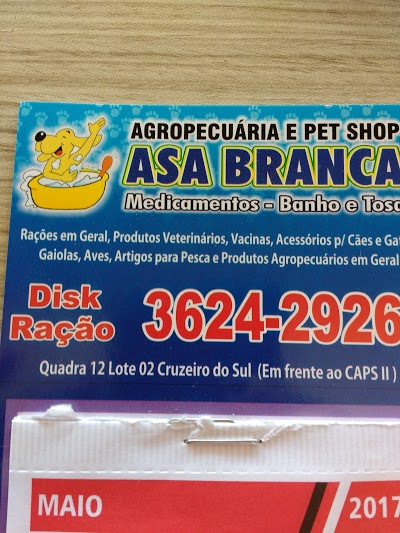 AGROPECUÁRIA E PET SHOP
ASA BRANCA
Medicamentos - Banho e Tosa
Rações em Geral, Produtos Veterinários, Vacinas, Acessórios p/ Cães e Gat
Gaiolas, Aves, Artigos para Pesca e Produtos Agropecuários em Geral
Disk
Ração
3624-2926
Quadra 12 Lote 02 Cruzeiro do Sul (Em frente ao CAPS II )
MAIO
2017